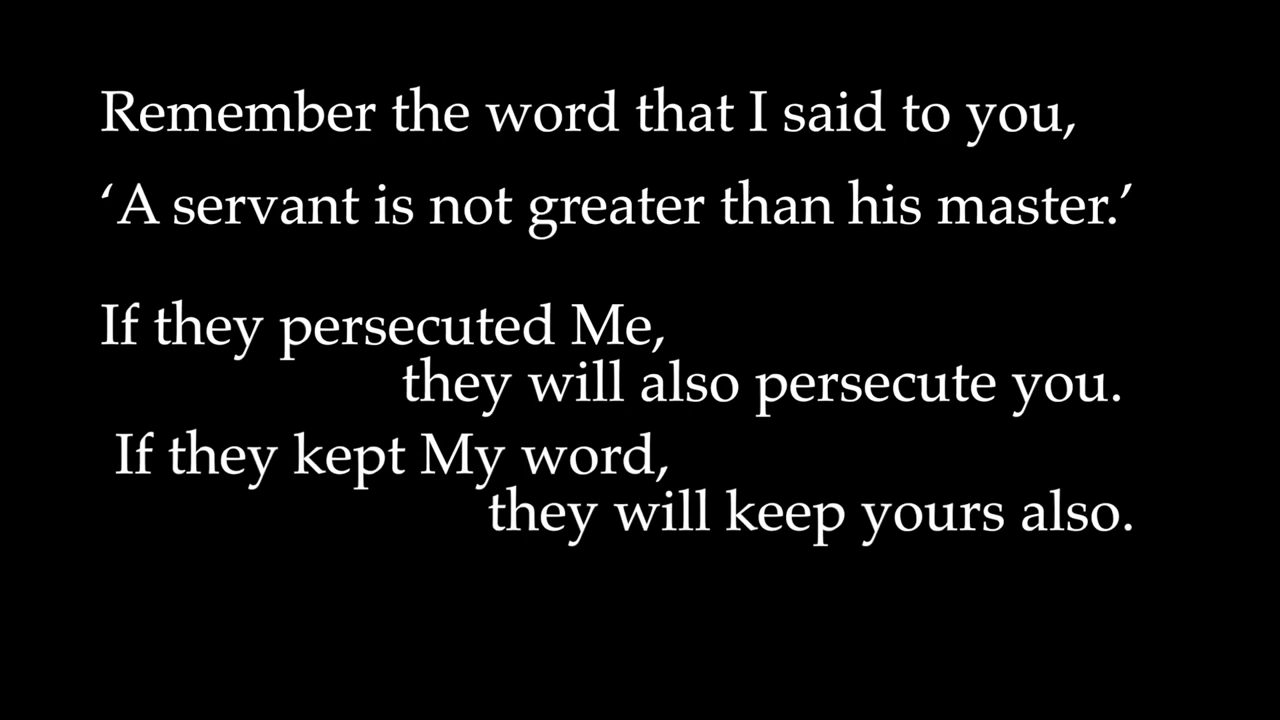 Remember the word that I said to you,
‘A servant is not greater than his master.’
If they persecuted Me,
they will also persecute you.
If they kept My word,
they will keep yours also.